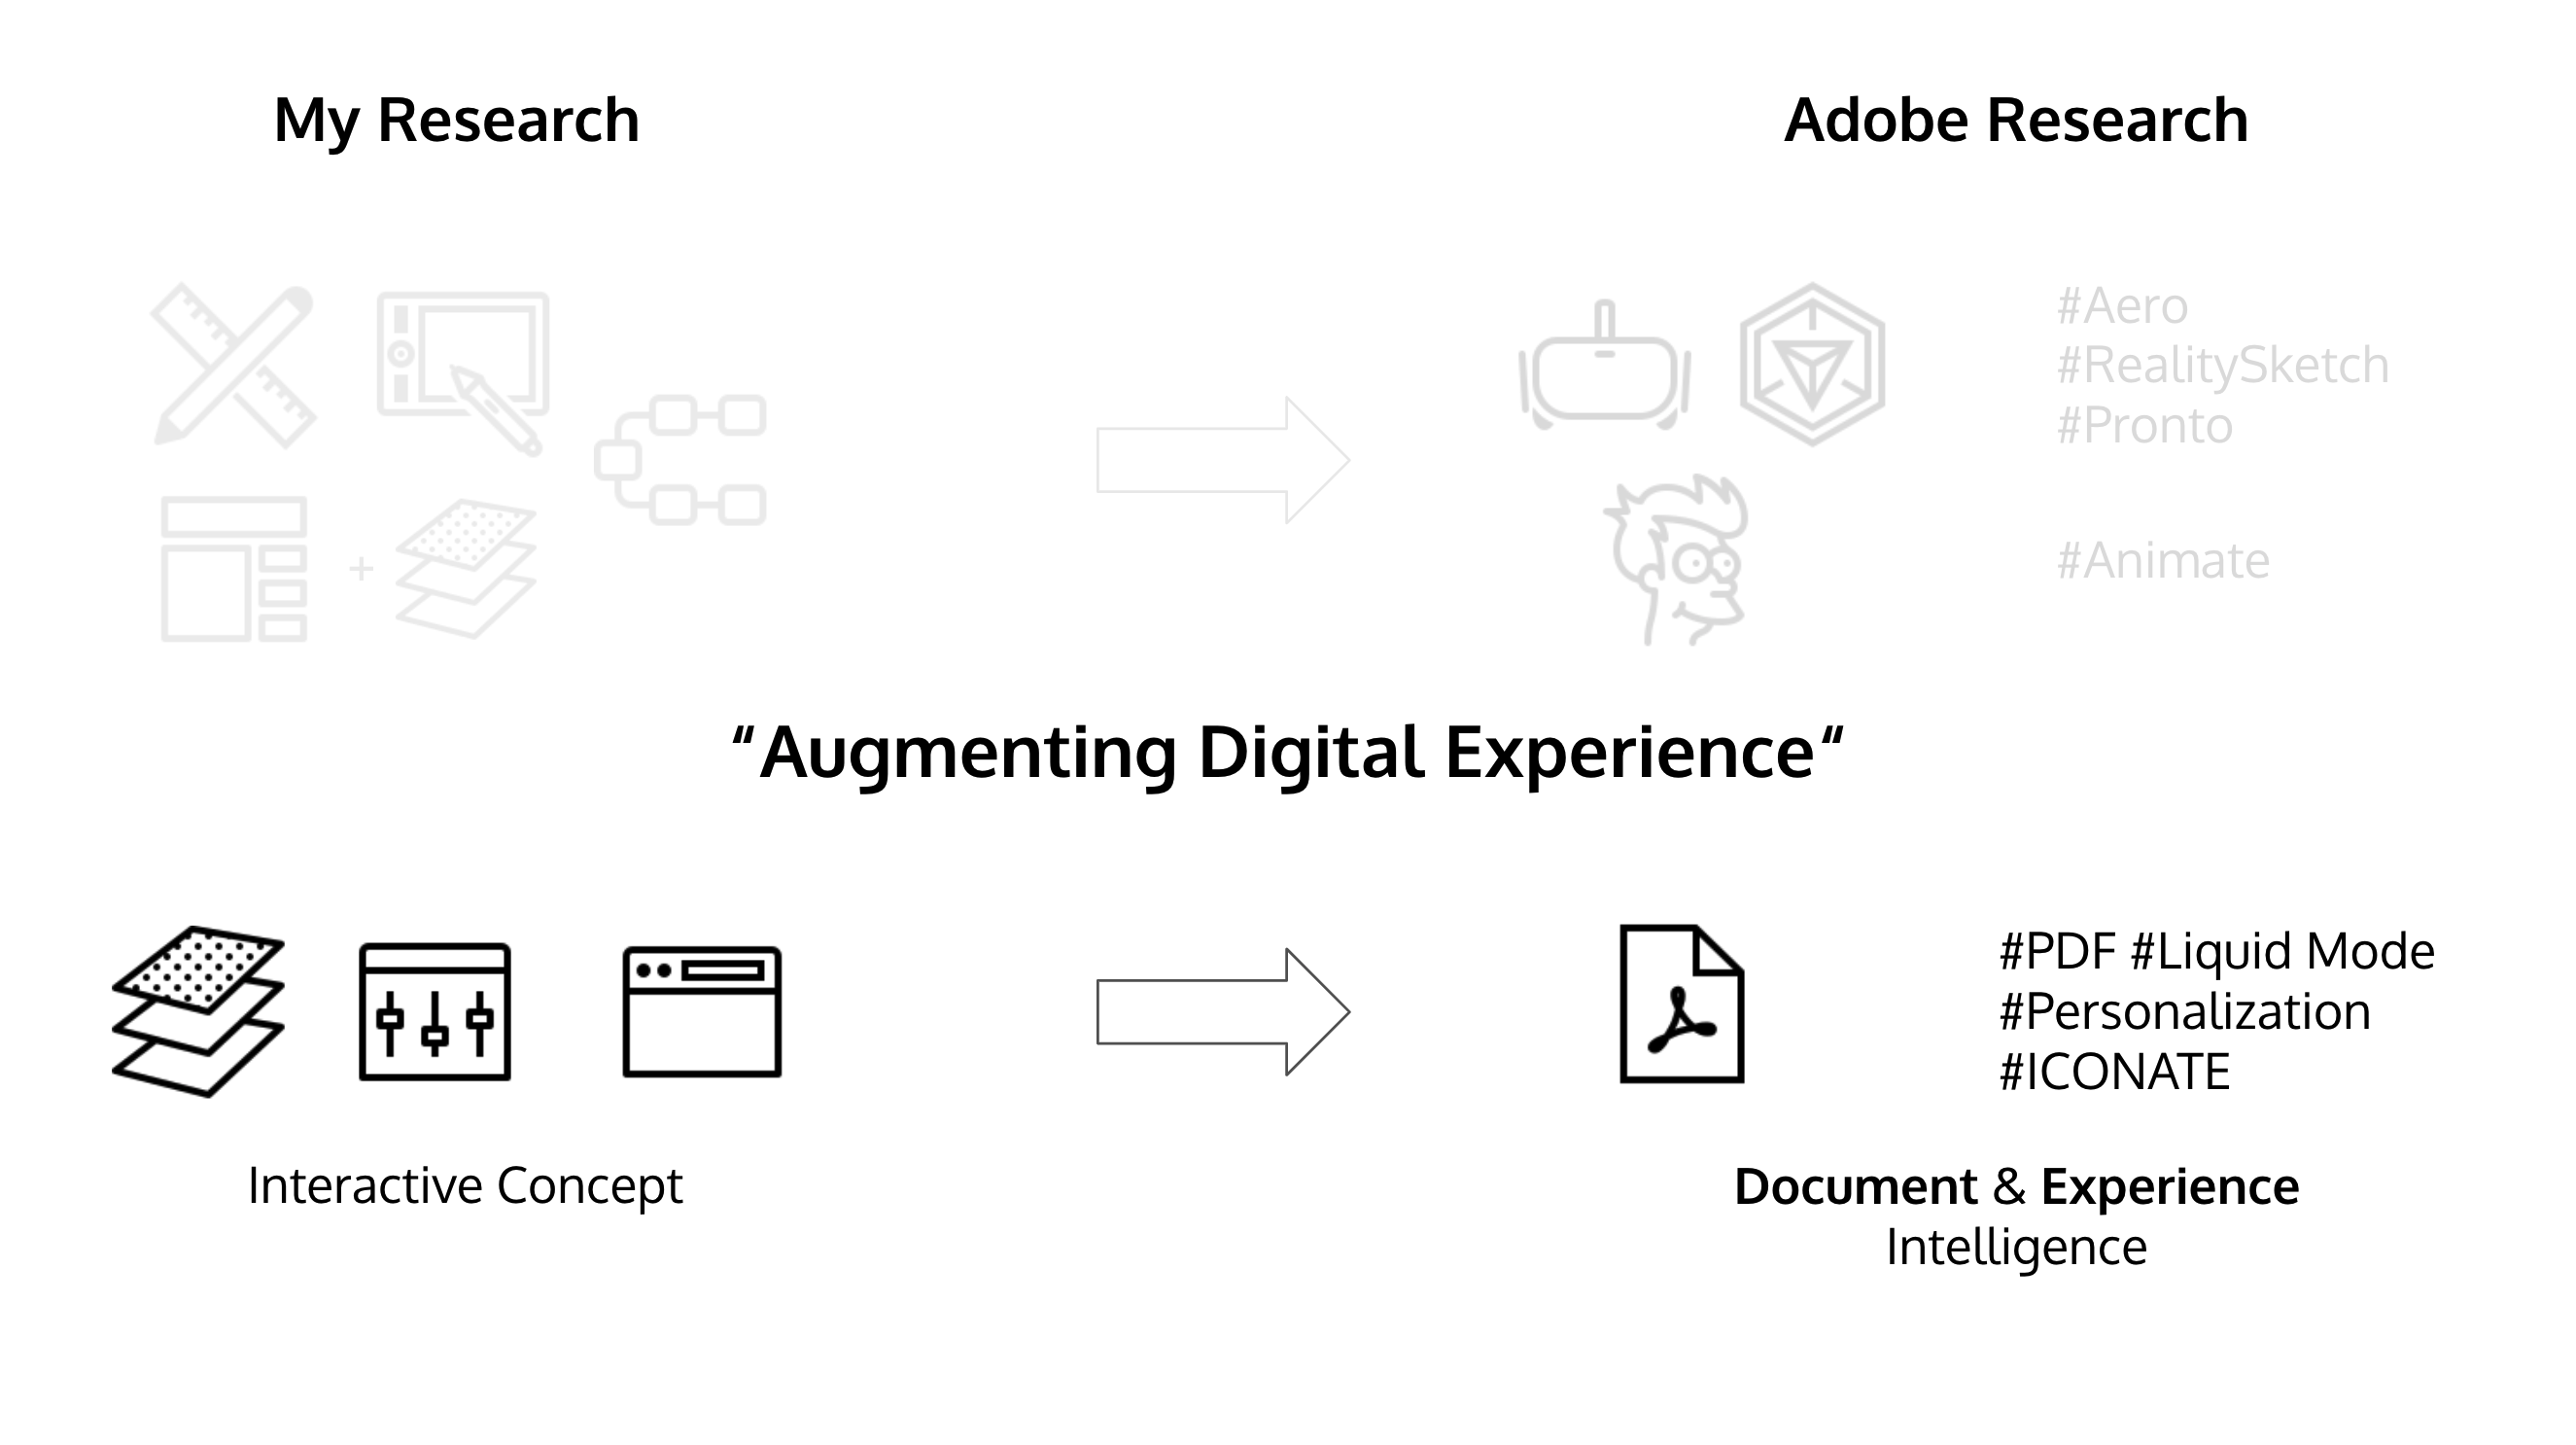 My Research
Adobe Research
#Aero
#RealitySketch
#Pronto
+
#Animate
“Augmenting Digital Experience“
#PDF #Liquid Mode
#Personalization
#ICONATE
Interactive Concept
Document & Experience
Intelligence